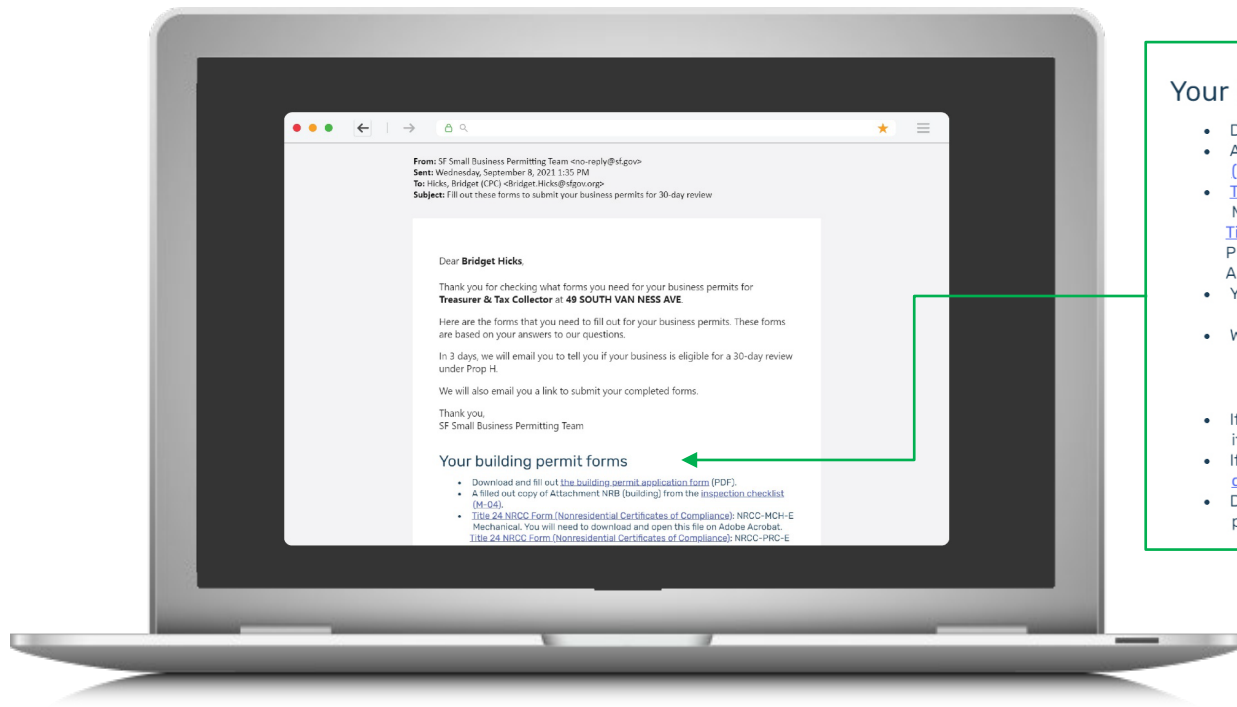 From: SF Small Business Permitting Team <no-reply@sf.gov>
Sent: Wednesday, September 8, 2021 1:35 PM
To: Hicks, Bridget (CPC) <Bridget.Hicks@sfgov.org>
Subject: Fill out these forms to submit your business permits for 30-day review
Dear Bridget Hicks,
Thank you for checking what forms you need for your business permits for
Treasurer & Tax Collector at 49 SOUTH VAN NESS AVE.
Here are the forms that you need to fill out for your business permits. These forms
are based on your answers to our questions.
In 3 days, we will email you to tell you if your business is eligible for a 30-day review
under Prop H.
We will also email you a link to submit your completed forms.
Thank you,
SF Small Business Permitting Team
Your building permit forms
• Download and fill out the building permit application form (PDF).
• A filled out copy of Attachment NRB (building) from the inspection checklist
(M-04).
• Title 24 NRCC Form (Nonresidential Certificates of Compliance): NRCC-MCH-E
Mechanical. You will need to download and open this file on Adobe Acrobat.
Title 24 NRCC Form (Nonresidential Certificates of Compliance): NRCC-PRC-E
Your